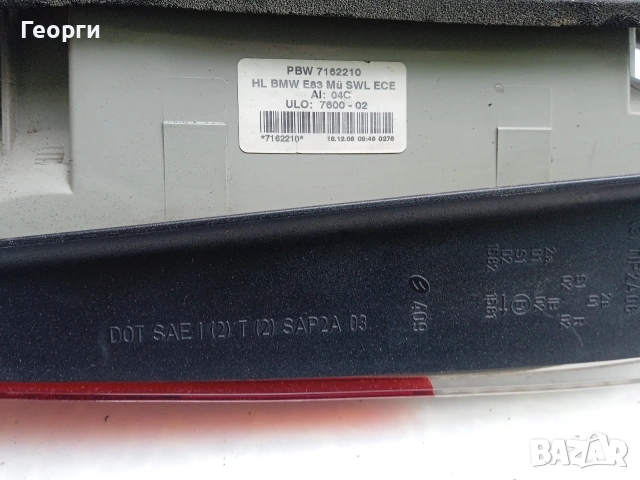 Георги
PBW 7162210
HL BMW E83 Mü SWL ECE
AI: 04C
ULO: 7600 - 02
*7162210*
18.12.06 09:49 0276
DOT SAE I (2) T (2) SAP2A 03
409
BAZAR